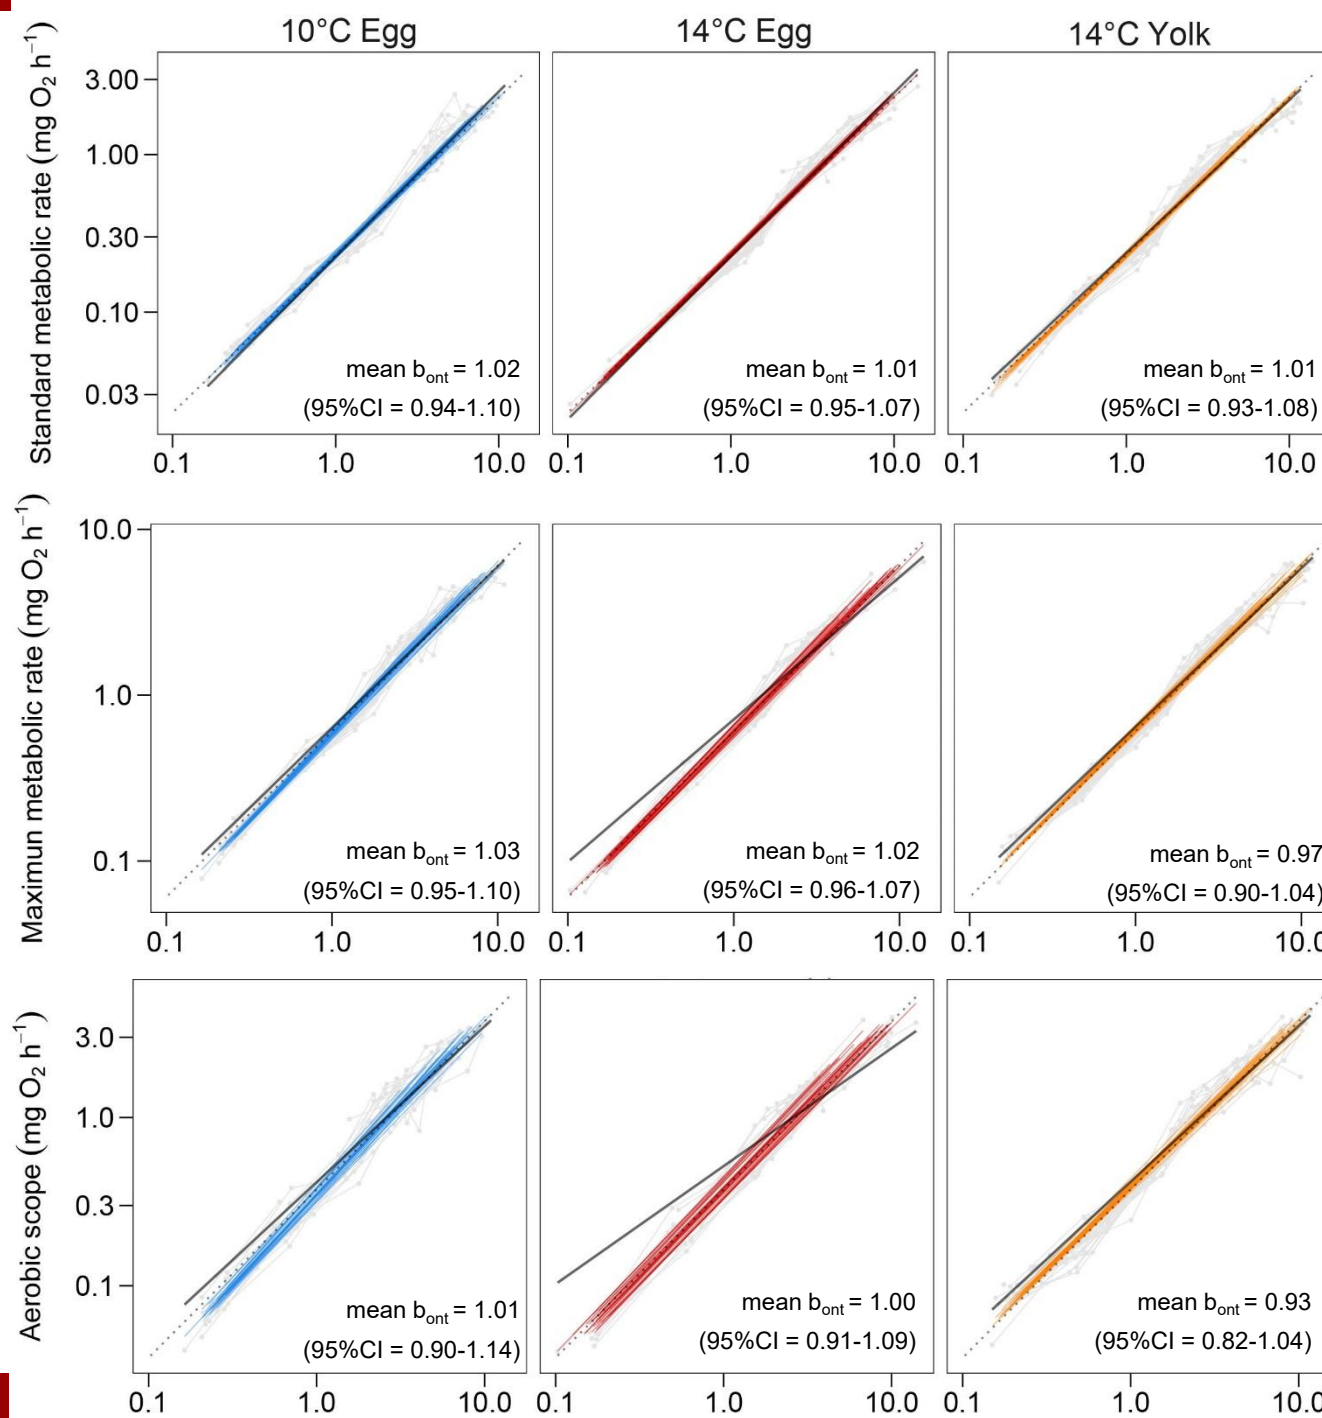 10°C Egg
14°C Egg
14°C Yolk
Standard metabolic rate (mg O₂ h⁻¹)
3.00
1.00
0.30
0.10
0.03
mean bₒₙₜ = 1.02
(95%CI = 0.94-1.10)
mean bₒₙₜ = 1.01
(95%CI = 0.95-1.07)
mean bₒₙₜ = 1.01
(95%CI = 0.93-1.08)
0.1 1.0 10.0
0.1 1.0 10.0
0.1 1.0 10.0
Maximun metabolic rate (mg O₂ h⁻¹)
10.0
1.0
0.1
mean bₒₙₜ = 1.03
(95%CI = 0.95-1.10)
mean bₒₙₜ = 1.02
(95%CI = 0.96-1.07)
mean bₒₙₜ = 0.97
(95%CI = 0.90-1.04)
0.1 1.0 10.0
0.1 1.0 10.0
0.1 1.0 10.0
Aerobic scope (mg O₂ h⁻¹)
3.0
1.0
0.3
0.1
mean bₒₙₜ = 1.01
(95%CI = 0.90-1.14)
mean bₒₙₜ = 1.00
(95%CI = 0.91-1.09)
mean bₒₙₜ = 0.93
(95%CI = 0.82-1.04)
0.1 1.0 10.0
0.1 1.0 10.0
0.1 1.0 10.0